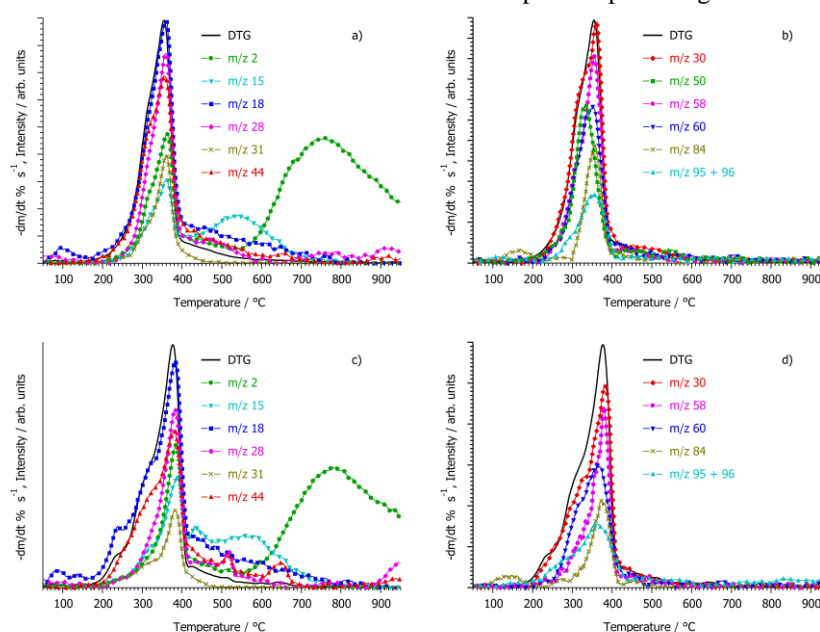 a)
DTG
m/z 2
m/z 15
m/z 18
m/z 28
m/z 31
m/z 44
-dm/dt % s⁻¹, Intensity / arb. units
100 200 300 400 500 600 700 800 900
Temperature / °C
b)
DTG
m/z 30
m/z 50
m/z 58
m/z 60
m/z 84
m/z 95 + 96
-dm/dt % s⁻¹, Intensity / arb. units
100 200 300 400 500 600 700 800 900
Temperature / °C
c)
DTG
m/z 2
m/z 15
m/z 18
m/z 28
m/z 31
m/z 44
-dm/dt % s⁻¹, Intensity / arb. units
100 200 300 400 500 600 700 800 900
Temperature / °C
d)
DTG
m/z 30
m/z 58
m/z 60
m/z 84
m/z 95 + 96
-dm/dt % s⁻¹, Intensity / arb. units
100 200 300 400 500 600 700 800 900
Temperature / °C